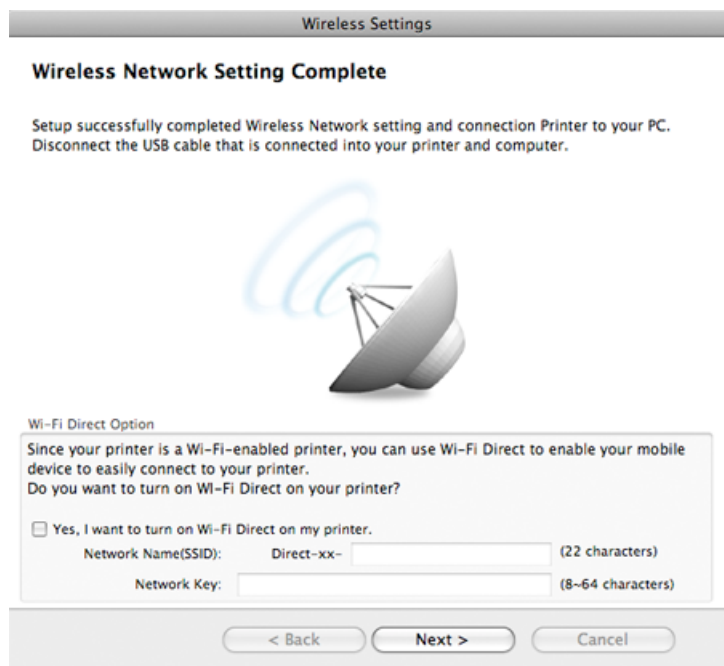 Wireless Settings
Wireless Network Setting Complete
Setup successfully completed Wireless Network setting and connection Printer to your PC.
Disconnect the USB cable that is connected into your printer and computer.
Wi-Fi Direct Option
Since your printer is a Wi-Fi-enabled printer, you can use Wi-Fi Direct to enable your mobile
device to easily connect to your printer.
Do you want to turn on WI-Fi Direct on your printer?
Yes, I want to turn on Wi-Fi Direct on my printer.
Network Name(SSID): Direct-xx- (22 characters)
Network Key: (8~64 characters)
< Back Next > Cancel